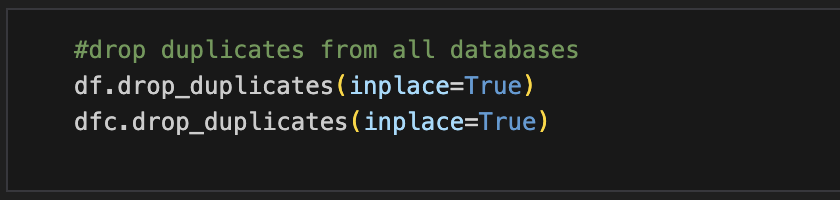 #drop duplicates from all databases
df.drop_duplicates(inplace=True)
dfc.drop_duplicates(inplace=True)